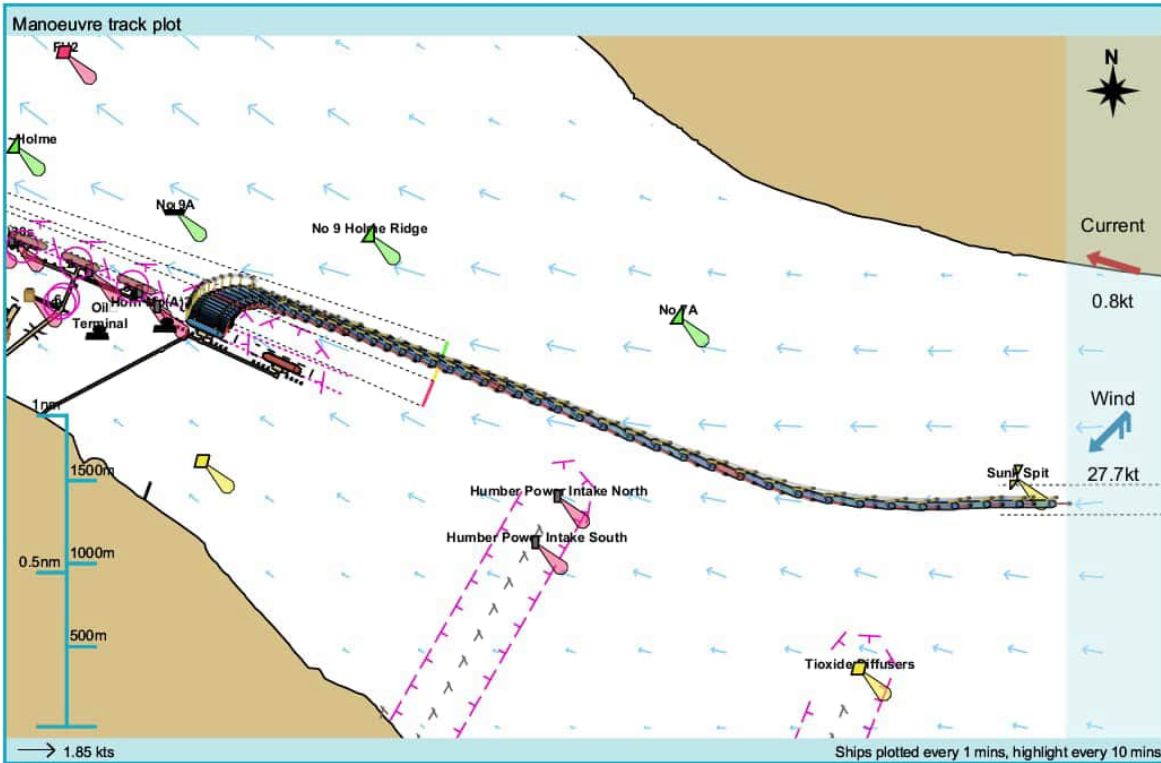 Manoeuvre track plot
N
Holme
No 9A
No 9 Holme Ridge
Current
0.8kt
No 7A
Oil
Terminal
Wind
27.7kt
1nm
1500m
Sunk Spit
Humber Power Intake North
Humber Power Intake South
1000m
0.5nm
500m
Tioxide Diffusers
1.85 kts
Ships plotted every 1 mins, highlight every 10 mins